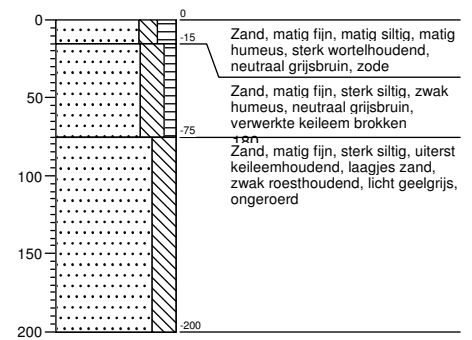 0
0
-15
Zand, matig fijn, matig siltig, matig
humeus, sterk wortelhoudend,
neutraal grijsbruin, zode
50
Zand, matig fijn, sterk siltig, zwak
humeus, neutraal grijsbruin,
verwerkte keileem brokken
-75
180
Zand, matig fijn, sterk siltig, uiterst
keileemhoudend, laagjes zand,
zwak roesthoudend, licht geelgrijs,
ongeroerd
100
150
200
-200